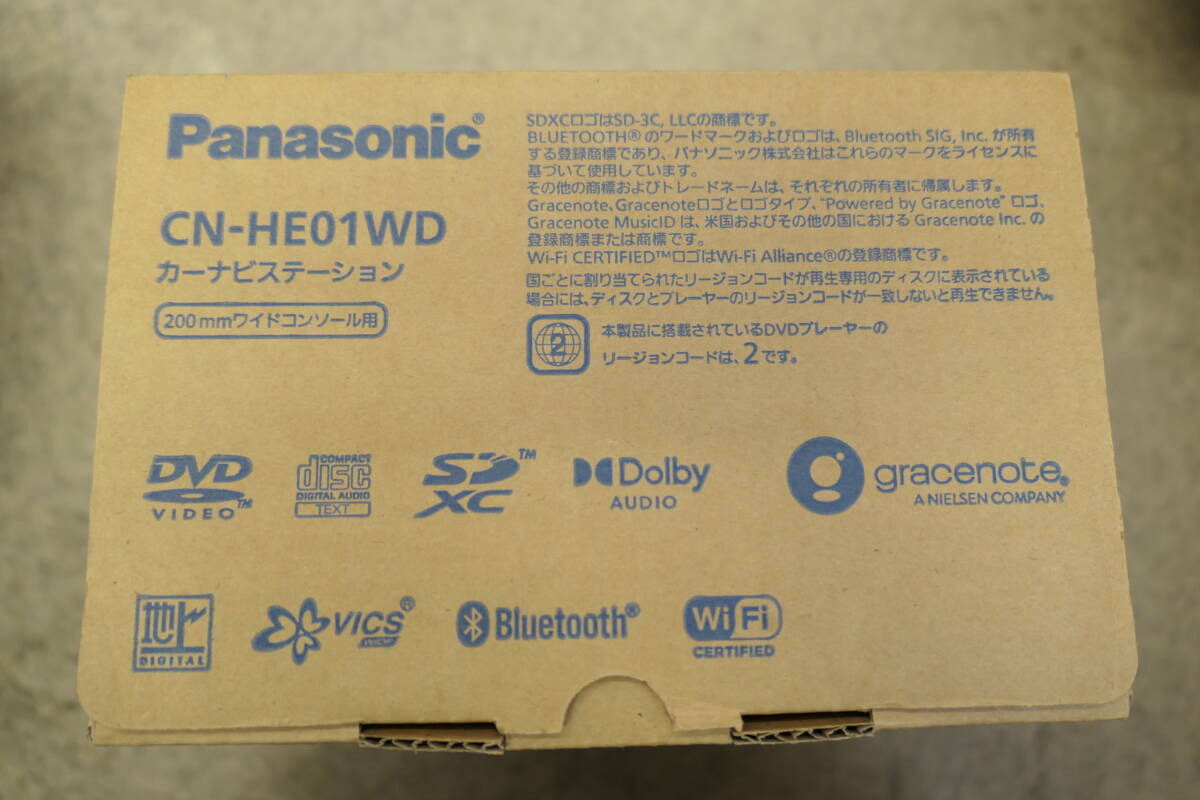 Panasonic®
CN-HE01WD
カーナビステーション
200mmワイドコンソール用
SDXCロゴはSD-3C, LLCの商標です。
BLUETOOTH® のワードマークおよびロゴは、Bluetooth SIG, Inc. が所有
する登録商標であり、パナソニック株式会社はこれらのマークをライセンスに
基づいて使用しています。
その他の商標およびトレードネームは、それぞれの所有者に帰属します。
Gracenote、Gracenoteロゴとロゴタイプ、"Powered by Gracenote" ロゴ、
Gracenote MusicID は、米国およびその他の国における Gracenote Inc. の
登録商標または商標です。
Wi-Fi CERTIFIED™ロゴはWi-Fi Alliance®の登録商標です。
国ごとに割り当てられたリージョンコードが再生専用のディスクに表示されている
場合には、ディスクとプレーヤーのリージョンコードが一致しないと再生できません。
2
本製品に搭載されているDVDプレーヤーの
リージョンコードは、2です。
DVD™
VIDEO
COMPACT
disc
DIGITAL AUDIO
TEXT
SD™
XC
Dolby
AUDIO
gracenote®
A NIELSEN COMPANY
地上
DIGITAL
VICS®
WIDE
Bluetooth®
Wi Fi
CERTIFIED